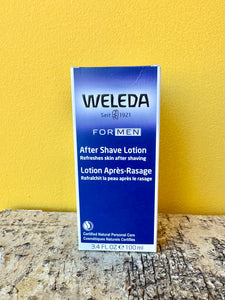 WELEDA
Seit 1921
FOR MEN
After Shave Lotion
Refreshes skin after shaving
Lotion Après-Rasage
Rafraîchit la peau après le rasage
Certified Natural Personal Care
Cosmétiques Naturels Certifiés
3.4 FL OZ ℮ 100 ml